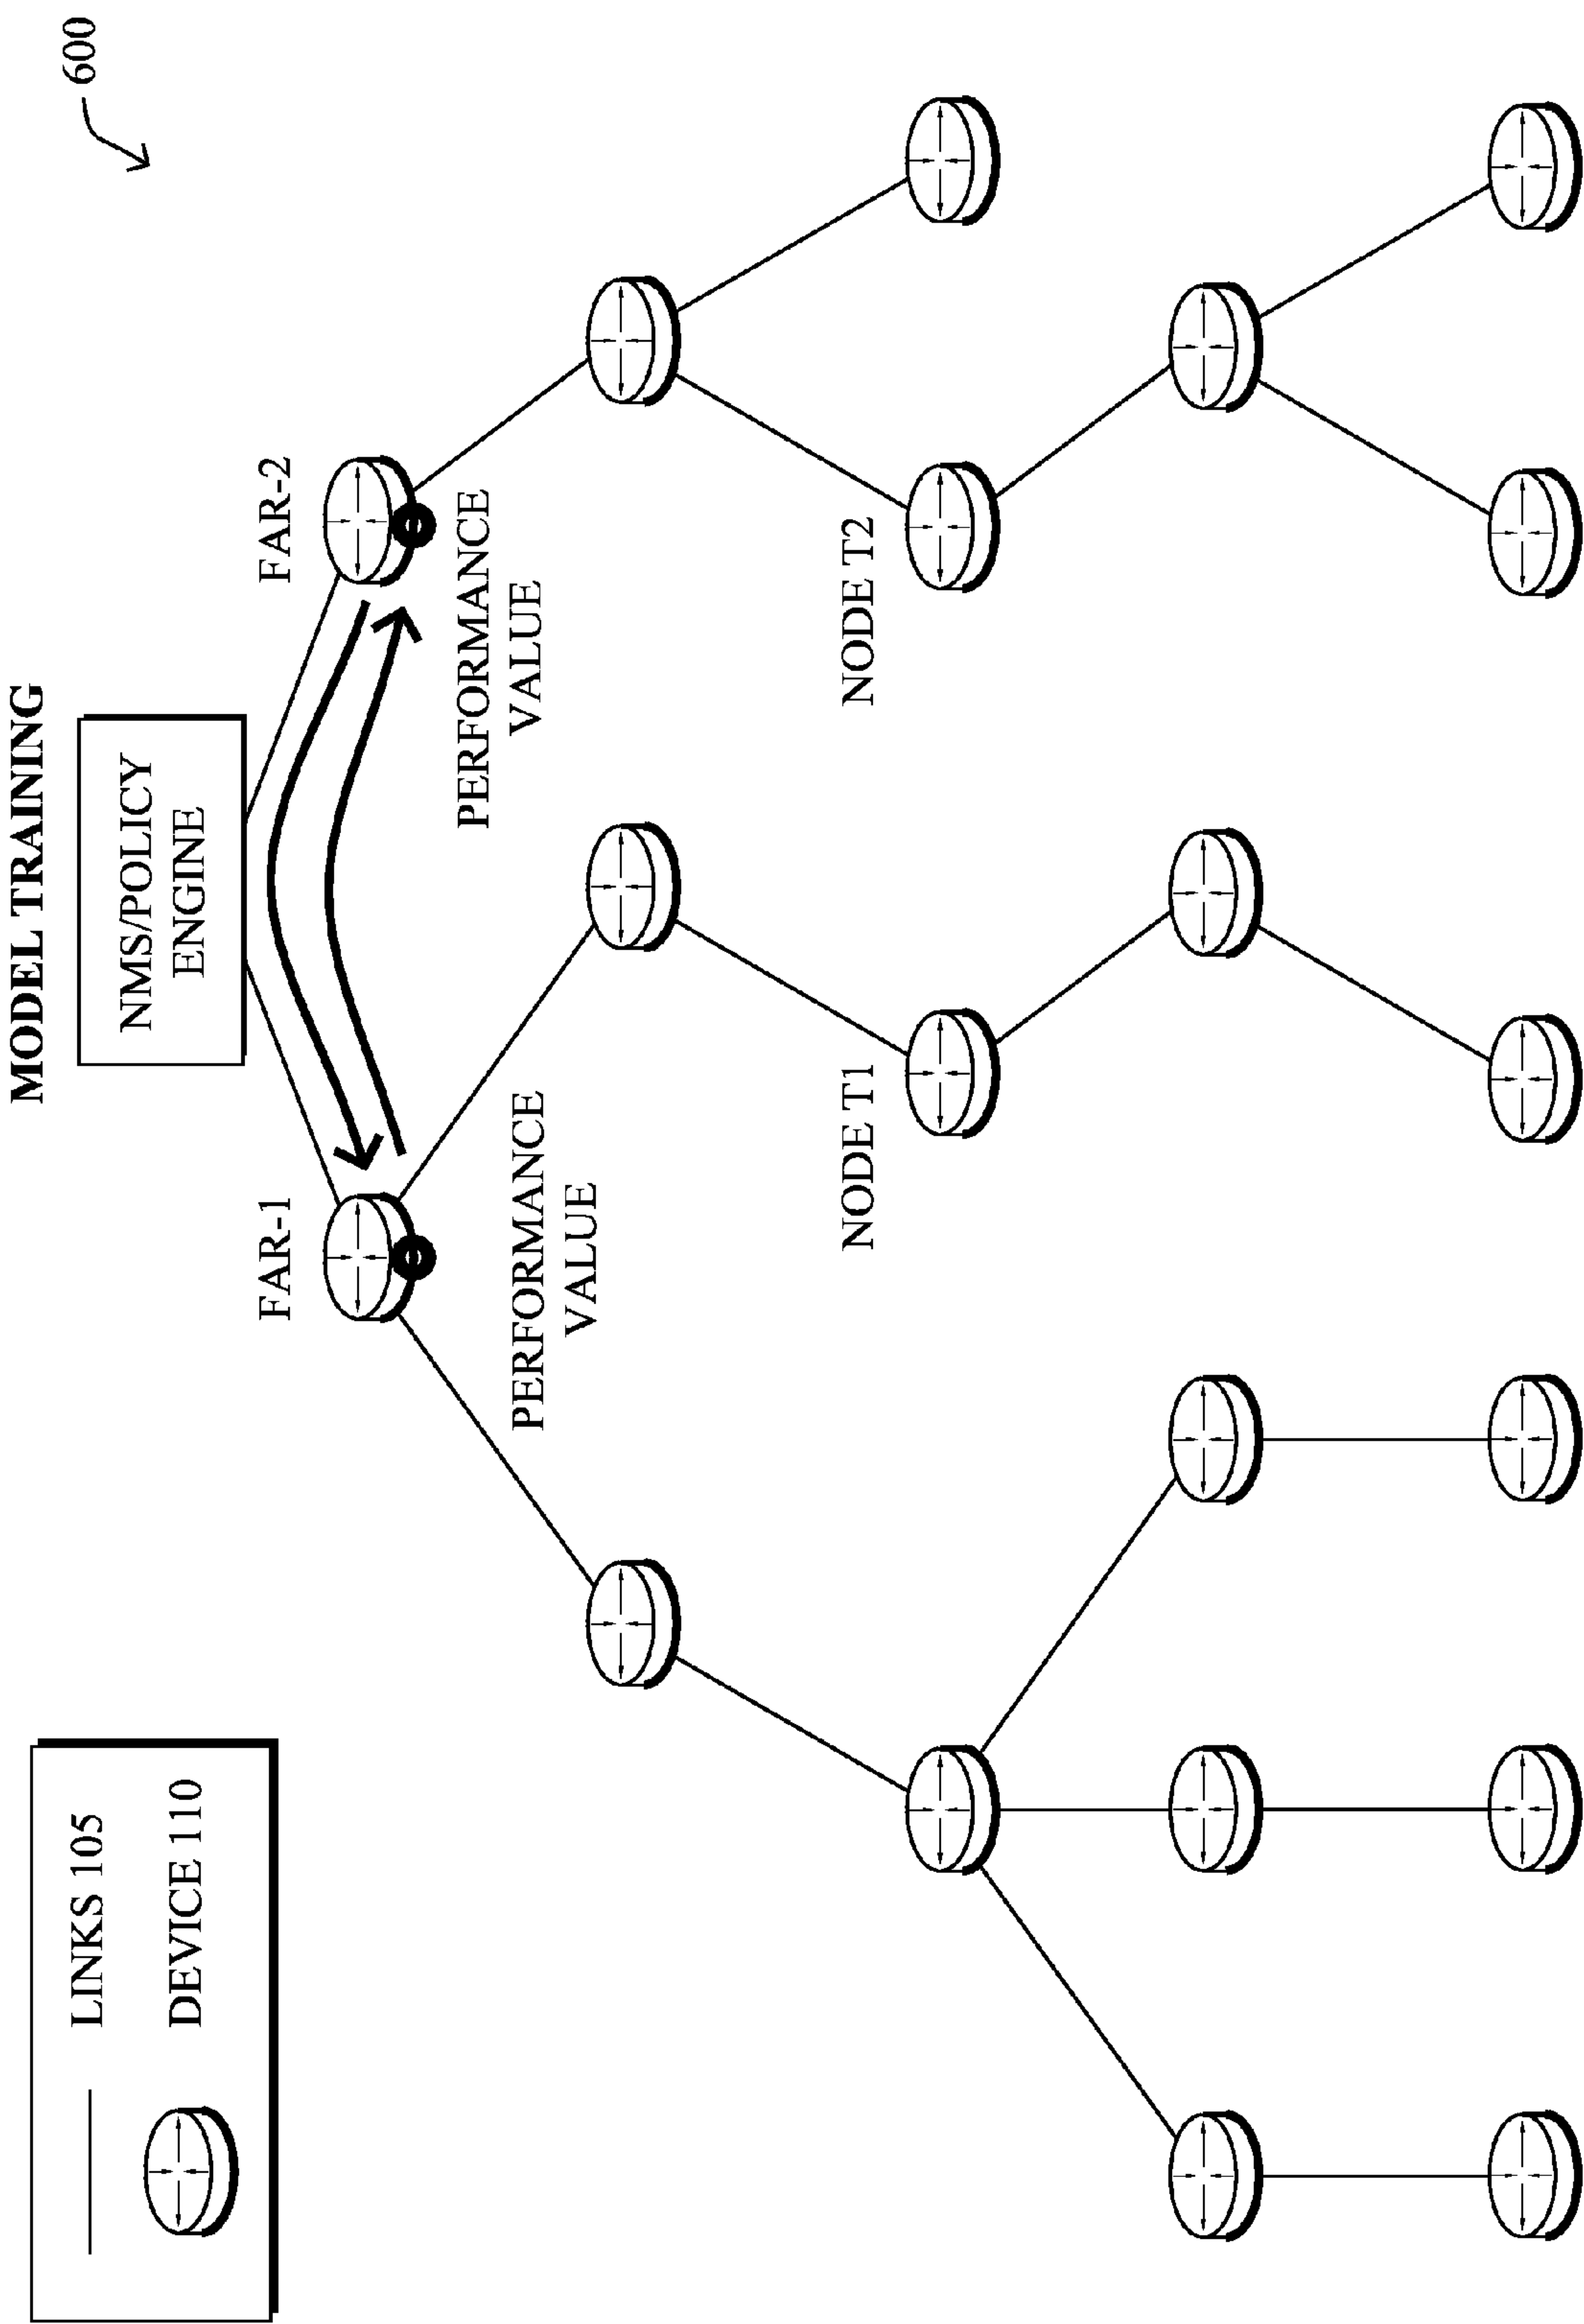 MODEL TRAINING
600
LINKS 105
DEVICE 110
NMS/POLICY
ENGINE
FAR-1
FAR-2
PERFORMANCE
VALUE
PERFORMANCE
VALUE
NODE T1
NODE T2